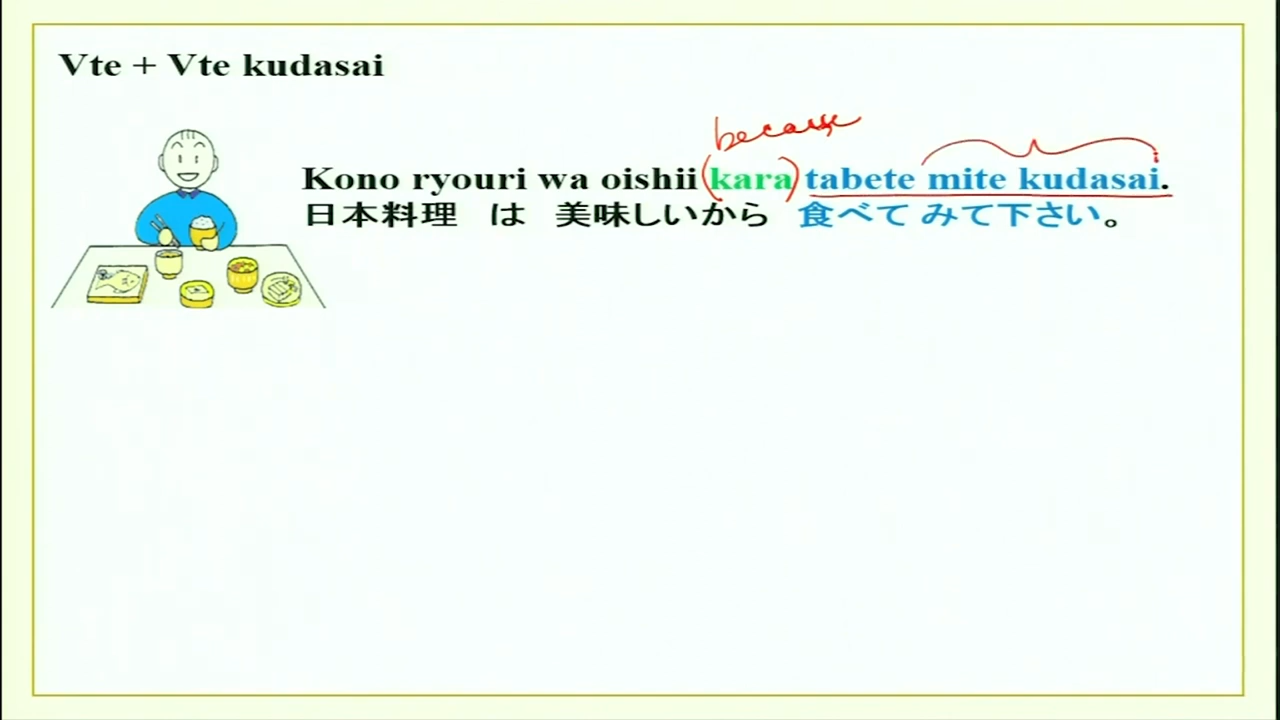 Vte + Vte kudasai
because
Kono ryouri wa oishii (kara) tabete mite kudasai.
日本料理 は 美味しいから 食べて みて下さい。